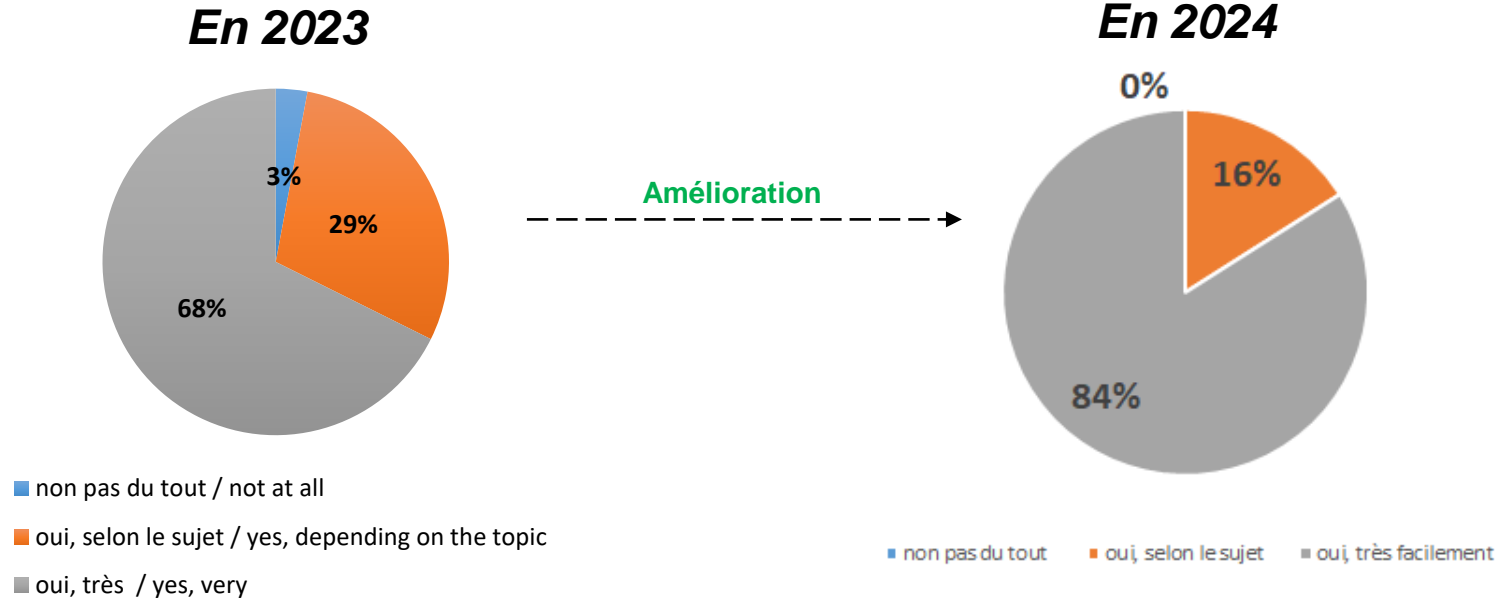 En 2023
3%
29%
68%
non pas du tout / not at all
oui, selon le sujet / yes, depending on the topic
oui, très / yes, very
Amélioration
En 2024
0%
16%
84%
non pas du tout oui, selon le sujet oui, très facilement